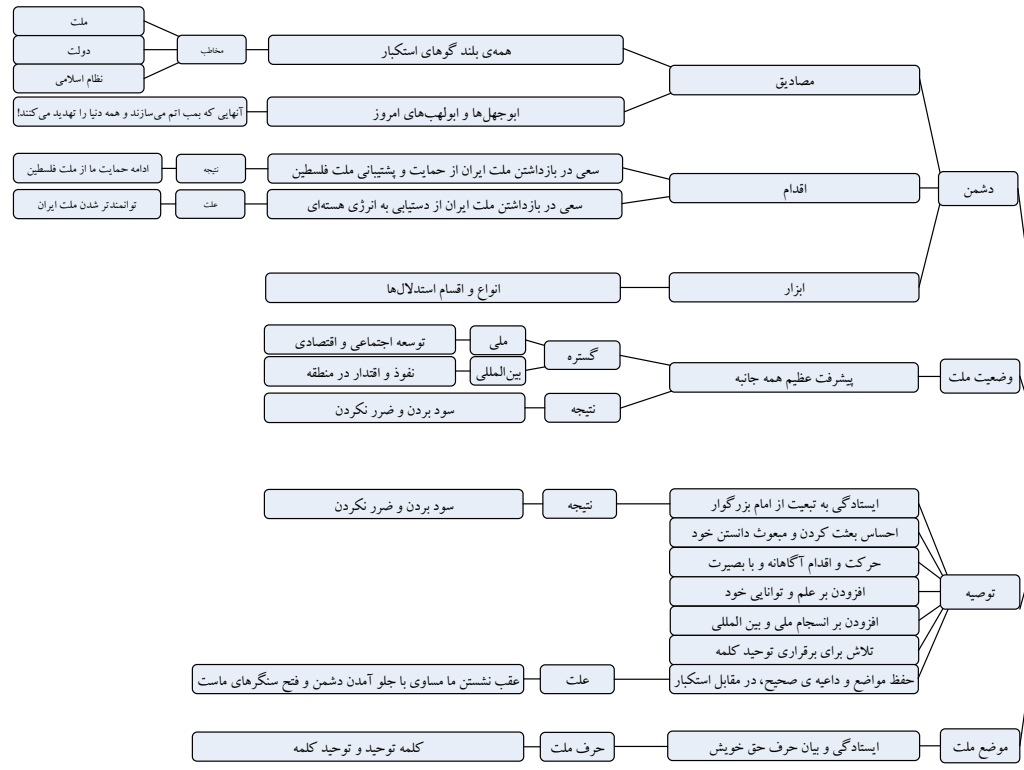 دشمن
مصادیق
همه‌ی بلند گوهای استکبار
مخاطب
ملت
دولت
نظام اسلامی
ابوجهل‌ها و ابولهب‌های امروز
آنهایی که بمب اتم می‌سازند و همه دنیا را تهدید می‌کنند!
اقدام
سعی در بازداشتن ملت ایران از حمایت و پشتیبانی ملت فلسطین
نتیجه
ادامه حمایت ما از ملت فلسطین
سعی در بازداشتن ملت ایران از دستیابی به انرژی هسته‌ای
علت
توانمندتر شدن ملت ایران
ابزار
انواع و اقسام استدلال‌ها
وضعیت ملت
پیشرفت عظیم همه جانبه
گستره
ملی
توسعه اجتماعی و اقتصادی
بین‌المللی
نفوذ و اقتدار در منطقه
نتیجه
سود بردن و ضرر نکردن
توصیه
ایستادگی به تبعیت از امام بزرگوار
نتیجه
سود بردن و ضرر نکردن
احساس بعثت کردن و مبعوث دانستن خود
حرکت و اقدام آگاهانه و با بصیرت
افزودن بر علم و توانایی خود
افزودن بر انسجام ملی و بین المللی
تلاش برای برقراری توحید کلمه
حفظ مواضع و داعیه ی صحیح، در مقابل استکبار
علت
عقب نشستن ما مساوی با جلو آمدن دشمن و فتح سنگرهای ماست
موضع ملت
ایستادگی و بیان حرف حق خویش
حرف ملت
کلمه توحید و توحید کلمه